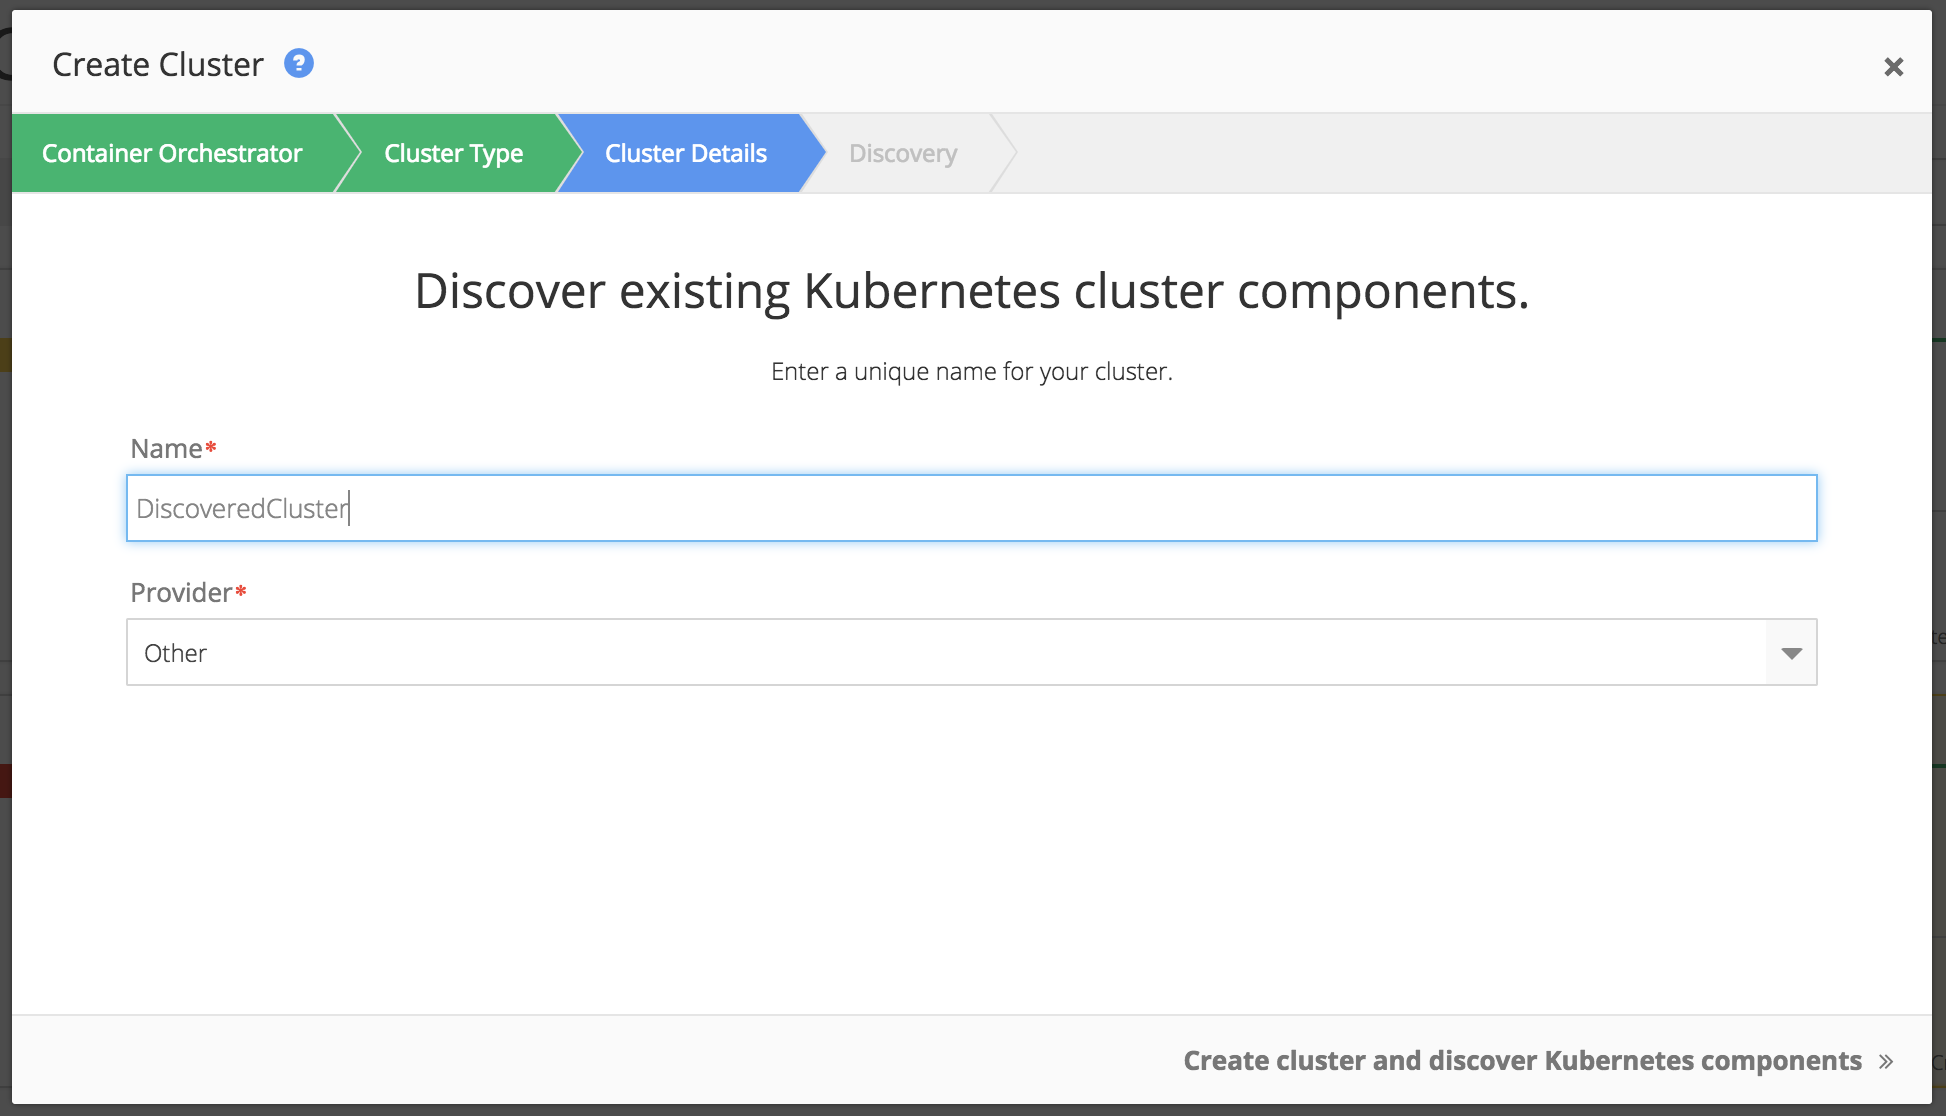 Create Cluster ?
Container Orchestrator
Cluster Type
Cluster Details
Discovery
Discover existing Kubernetes cluster components.
Enter a unique name for your cluster.
Name*
DiscoveredCluster
Provider*
Other
Create cluster and discover Kubernetes components »